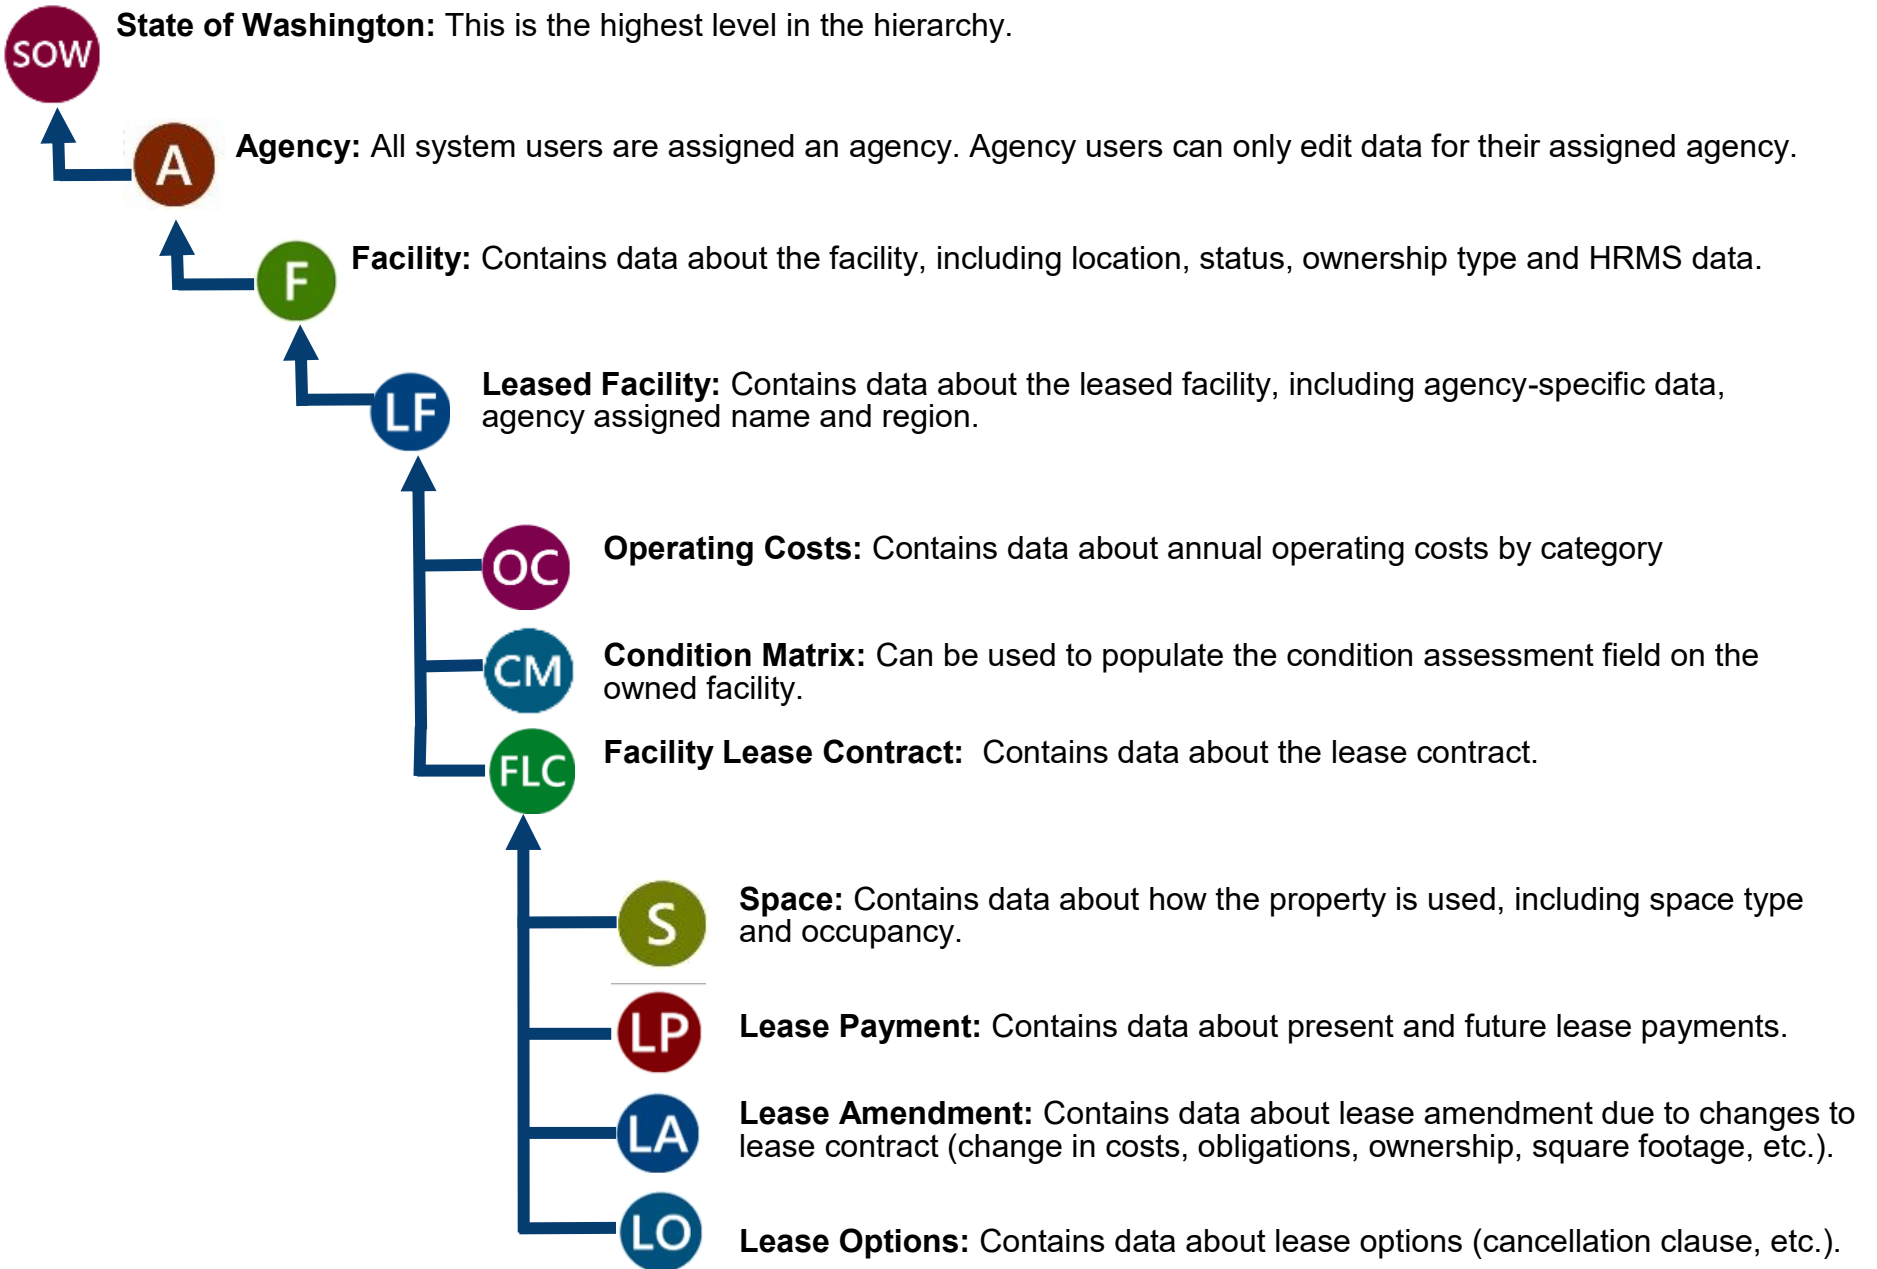 State of Washington: This is the highest level in the hierarchy.
SOW
Agency: All system users are assigned an agency. Agency users can only edit data for their assigned agency.
A
Facility: Contains data about the facility, including location, status, ownership type and HRMS data.
F
Leased Facility: Contains data about the leased facility, including agency-specific data,
agency assigned name and region.
LF
Operating Costs: Contains data about annual operating costs by category
OC
Condition Matrix: Can be used to populate the condition assessment field on the
owned facility.
CM
Facility Lease Contract: Contains data about the lease contract.
FLC
Space: Contains data about how the property is used, including space type
and occupancy.
S
Lease Payment: Contains data about present and future lease payments.
LP
Lease Amendment: Contains data about lease amendment due to changes to
lease contract (change in costs, obligations, ownership, square footage, etc.).
LA
Lease Options: Contains data about lease options (cancellation clause, etc.).
LO